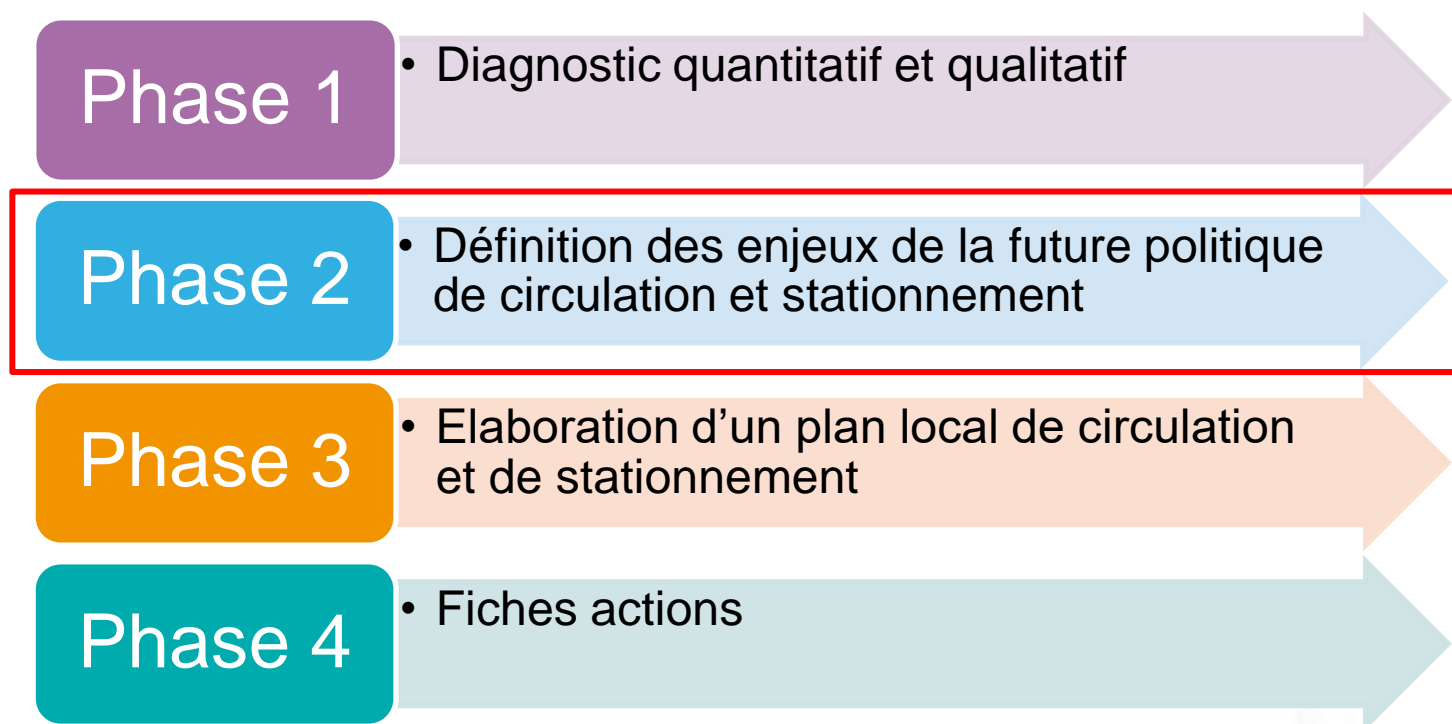 Phase 1
• Diagnostic quantitatif et qualitatif
Phase 2
• Définition des enjeux de la future politique
de circulation et stationnement
Phase 3
• Elaboration d’un plan local de circulation
et de stationnement
Phase 4
• Fiches actions